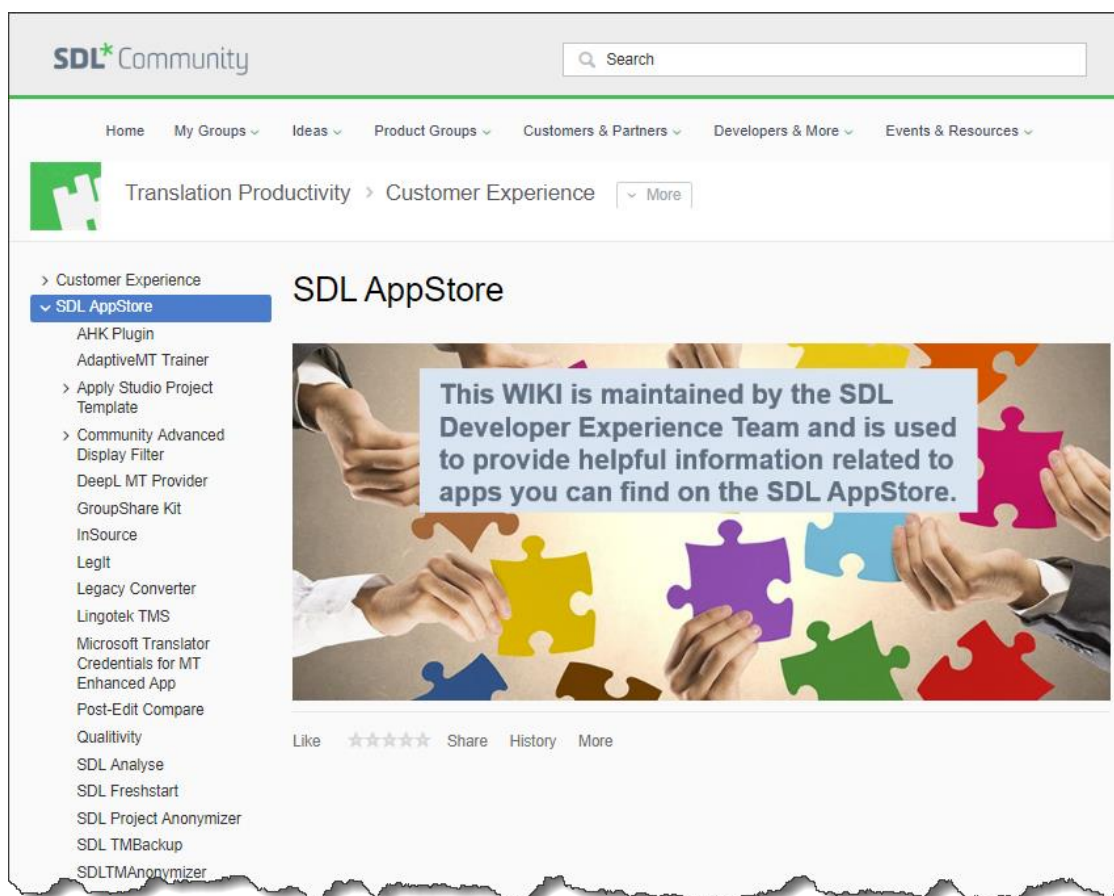 SDL* Community
Search
Home My Groups Ideas Product Groups Customers & Partners Developers & More Events & Resources
Translation Productivity > Customer Experience More
> Customer Experience
SDL AppStore
AHK Plugin
AdaptiveMT Trainer
> Apply Studio Project
Template
> Community Advanced
Display Filter
DeepL MT Provider
GroupShare Kit
InSource
LegIt
Legacy Converter
Lingotek TMS
Microsoft Translator
Credentials for MT
Enhanced App
Post-Edit Compare
Qualitivity
SDL Analyse
SDL Freshstart
SDL Project Anonymizer
SDL TMBackup
SDLTMAnonymizer
SDL AppStore
This WIKI is maintained by the SDL
Developer Experience Team and is used
to provide helpful information related to
apps you can find on the SDL AppStore.
Like Share History More